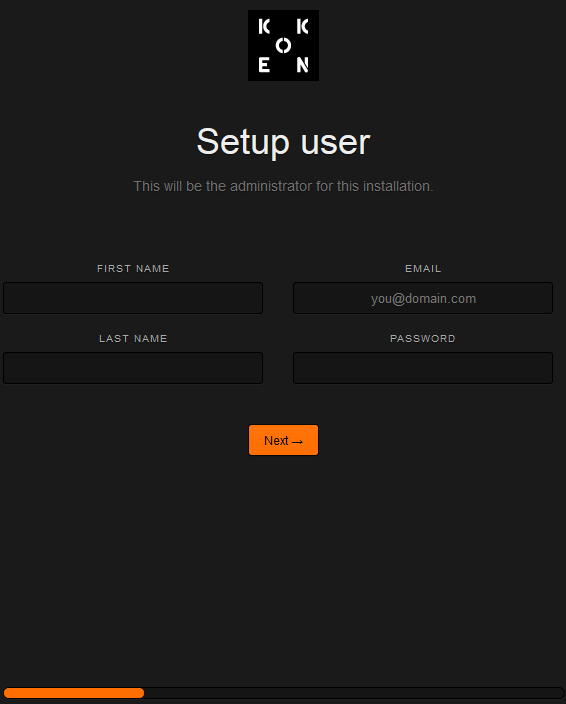 K K
O
E N
Setup user
This will be the administrator for this installation.
FIRST NAME
EMAIL
you@domain.com
LAST NAME
PASSWORD
Next →